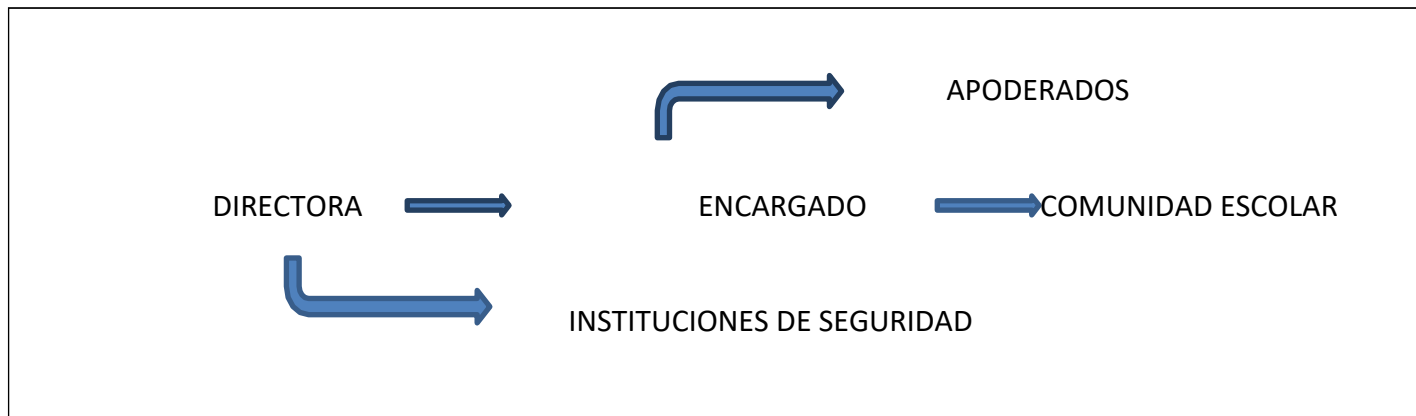 APODERADOS
DIRECTORA ENCARGADO COMUNIDAD ESCOLAR
INSTITUCIONES DE SEGURIDAD